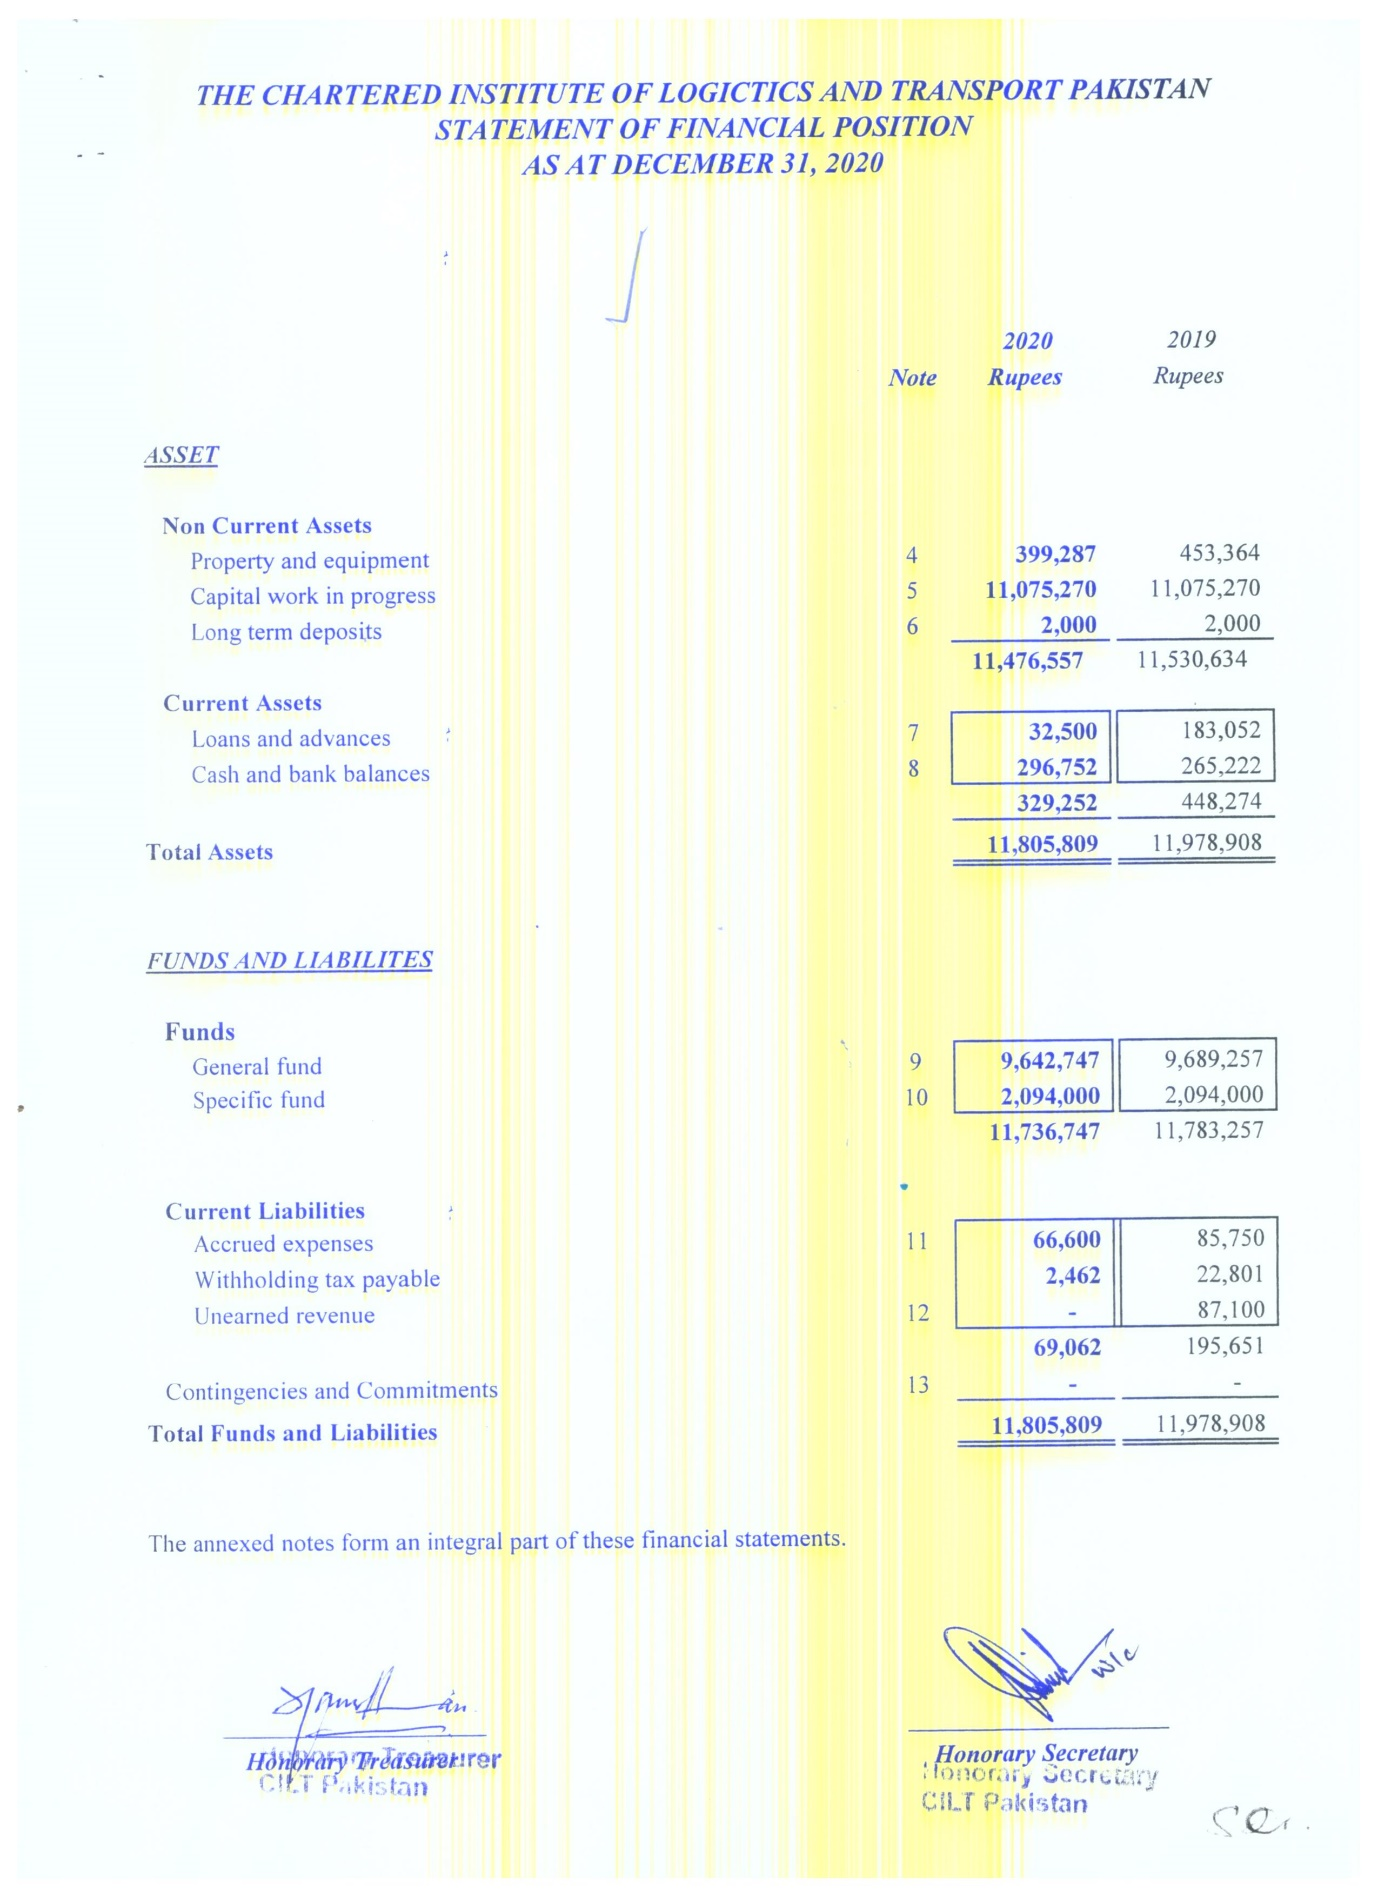 THE CHARTERED INSTITUTE OF LOGICTICS AND TRANSPORT PAKISTAN
STATEMENT OF FINANCIAL POSITION
AS AT DECEMBER 31, 2020
2020 2019
Note Rupees Rupees
ASSET
Non Current Assets
Property and equipment 4 399,287 453,364
Capital work in progress 5 11,075,270 11,075,270
Long term deposits 6 2,000 2,000
11,476,557 11,530,634
Current Assets
Loans and advances 7 32,500 183,052
Cash and bank balances 8 296,752 265,222
329,252 448,274
Total Assets 11,805,809 11,978,908
FUNDS AND LIABILITES
Funds
General fund 9 9,642,747 9,689,257
Specific fund 10 2,094,000 2,094,000
11,736,747 11,783,257
Current Liabilities
Accrued expenses 11 66,600 85,750
Withholding tax payable 2,462 22,801
Unearned revenue 12 - 87,100
69,062 195,651
Contingencies and Commitments 13 - -
Total Funds and Liabilities 11,805,809 11,978,908
The annexed notes form an integral part of these financial statements.
Honorary Treasurer Honorary Secretary
Honorary Treasurer Honorary Secretary
CILT Pakistan CILT Pakistan